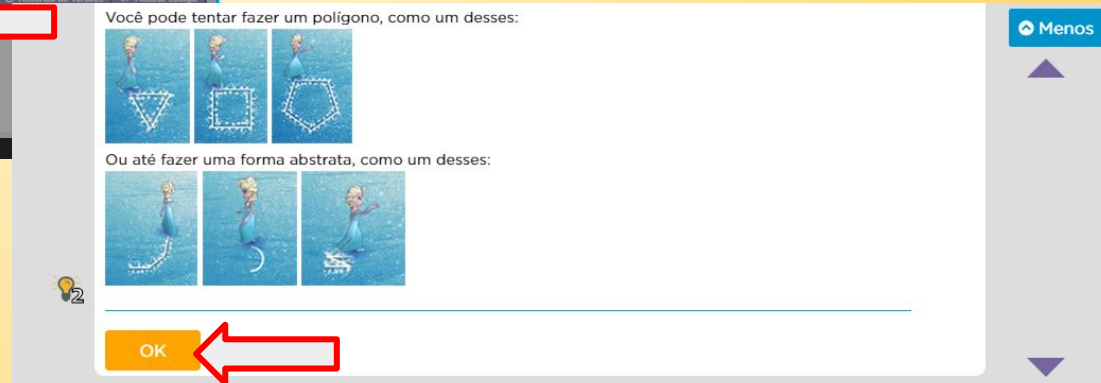 Você pode tentar fazer um polígono, como um desses:
Menos
Ou até fazer uma forma abstrata, como um desses:
2
OK